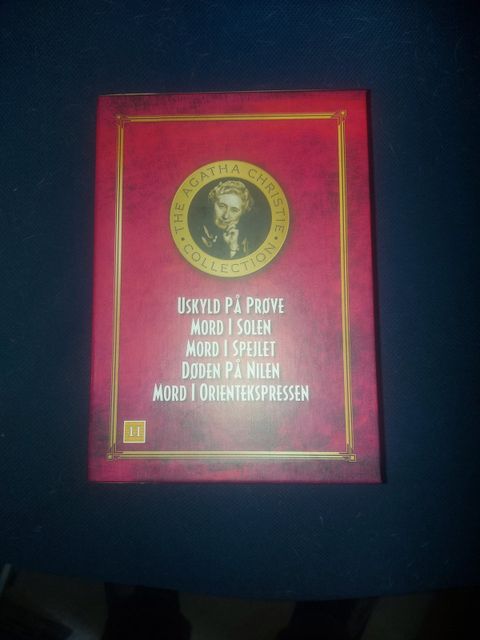 THE AGATHA CHRISTIE
COLLECTION
USKYLD PÅ PRØVE
MORD I SOLEN
MORD I SPEJLET
DØDEN PÅ NILEN
MORD I ORIENTEKSPRESSEN
11